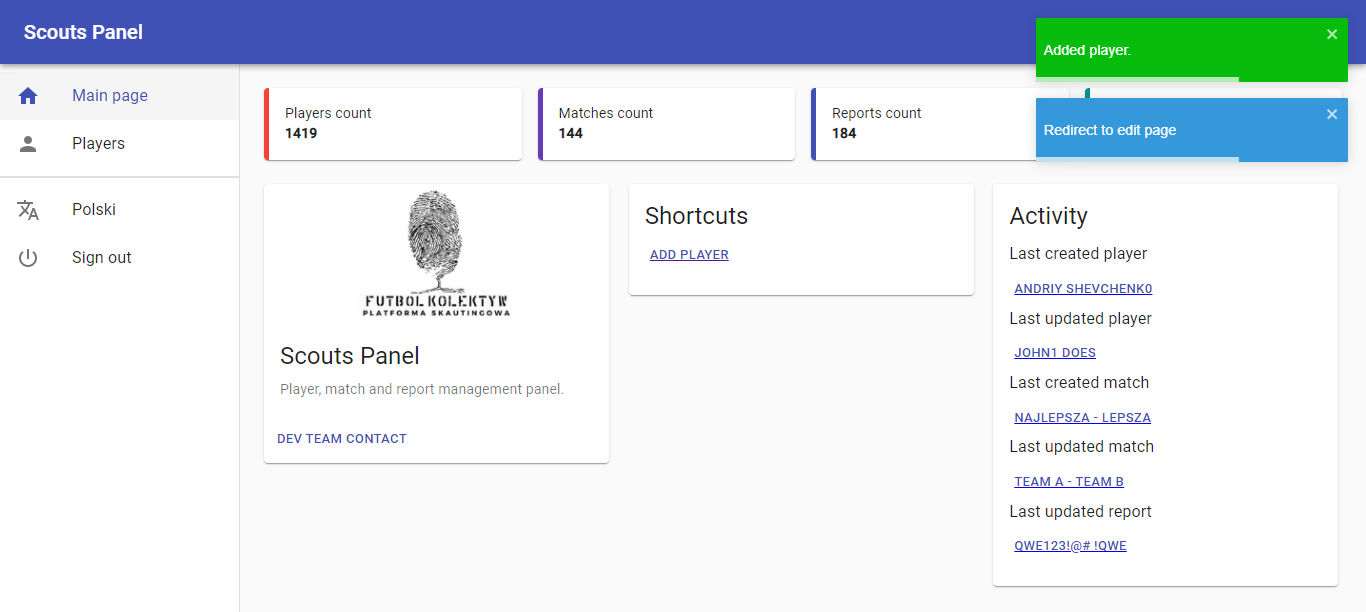 Scouts Panel
Added player.
Redirect to edit page
Main page
Players
Polski
Sign out
Players count
1419
Matches count
144
Reports count
184
FUTBOL KOLEKTYW
PLATFORMA SKAUTINGOWA
Scouts Panel
Player, match and report management panel.
DEV TEAM CONTACT
Shortcuts
ADD PLAYER
Activity
Last created player
ANDRIY SHEVCHENK0
Last updated player
JOHN1 DOES
Last created match
NAJLEPSZA - LEPSZA
Last updated match
TEAM A - TEAM B
Last updated report
QWE123!@# !QWE